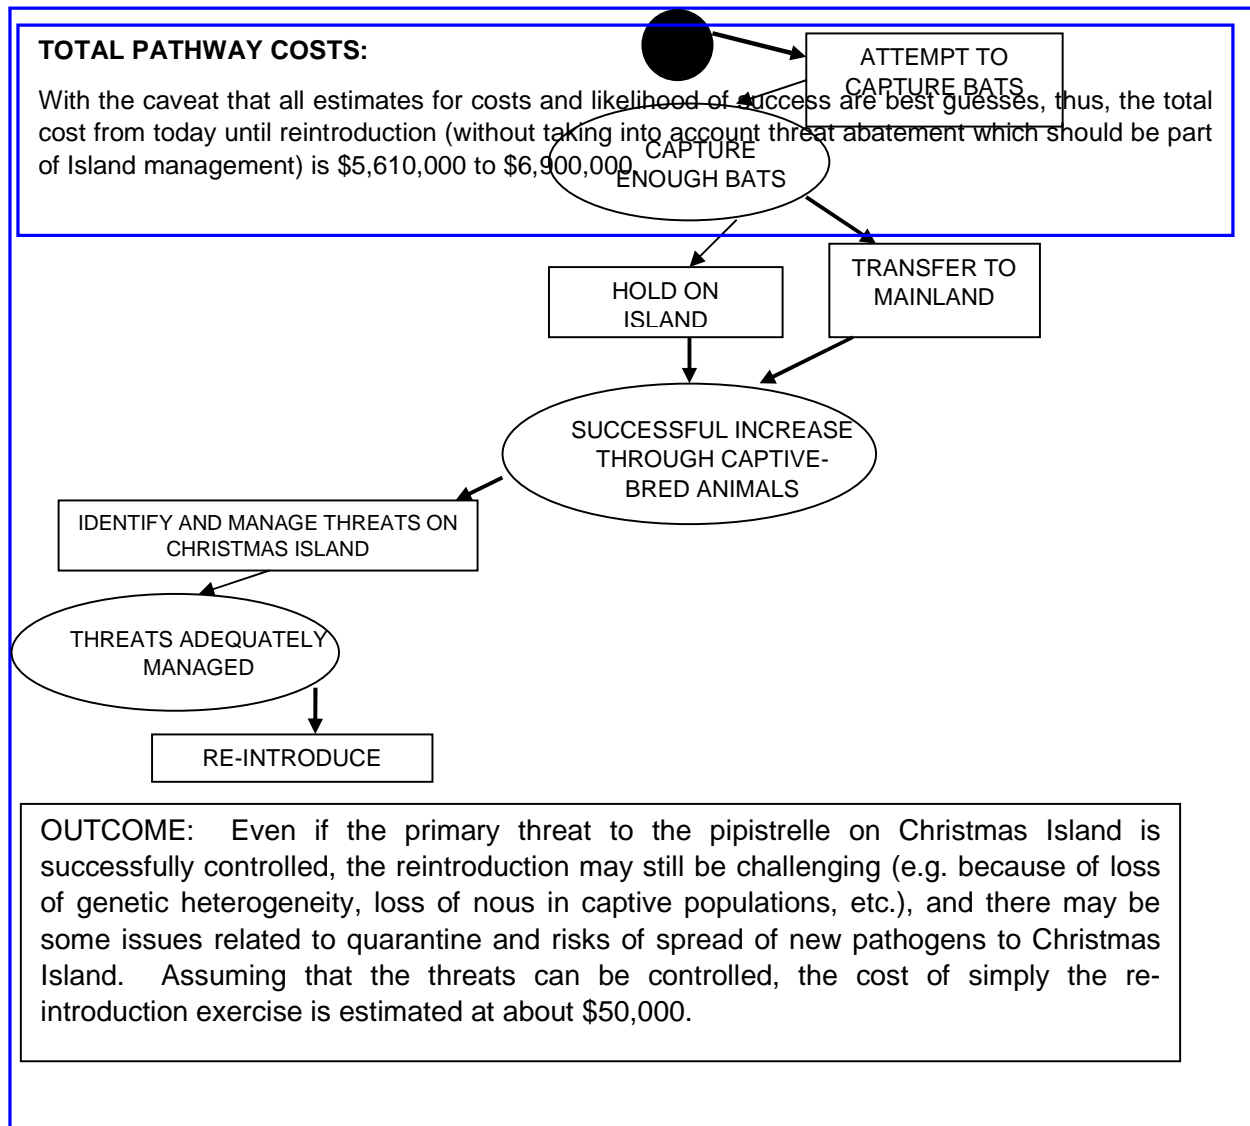 TOTAL PATHWAY COSTS:
With the caveat that all estimates for costs and likelihood of success are best guesses, thus, the total
cost from today until reintroduction (without taking into account threat abatement which should be part
of Island management) is $5,610,000 to $6,900,000.
ATTEMPT TO
CAPTURE BATS
CAPTURE
ENOUGH BATS
HOLD ON
ISLAND
TRANSFER TO
MAINLAND
SUCCESSFUL INCREASE
THROUGH CAPTIVE-
BRED ANIMALS
IDENTIFY AND MANAGE THREATS ON
CHRISTMAS ISLAND
THREATS ADEQUATELY
MANAGED
RE-INTRODUCE
OUTCOME: Even if the primary threat to the pipistrelle on Christmas Island is
successfully controlled, the reintroduction may still be challenging (e.g. because of loss
of genetic heterogeneity, loss of nous in captive populations, etc.), and there may be
some issues related to quarantine and risks of spread of new pathogens to Christmas
Island. Assuming that the threats can be controlled, the cost of simply the re-
introduction exercise is estimated at about $50,000.